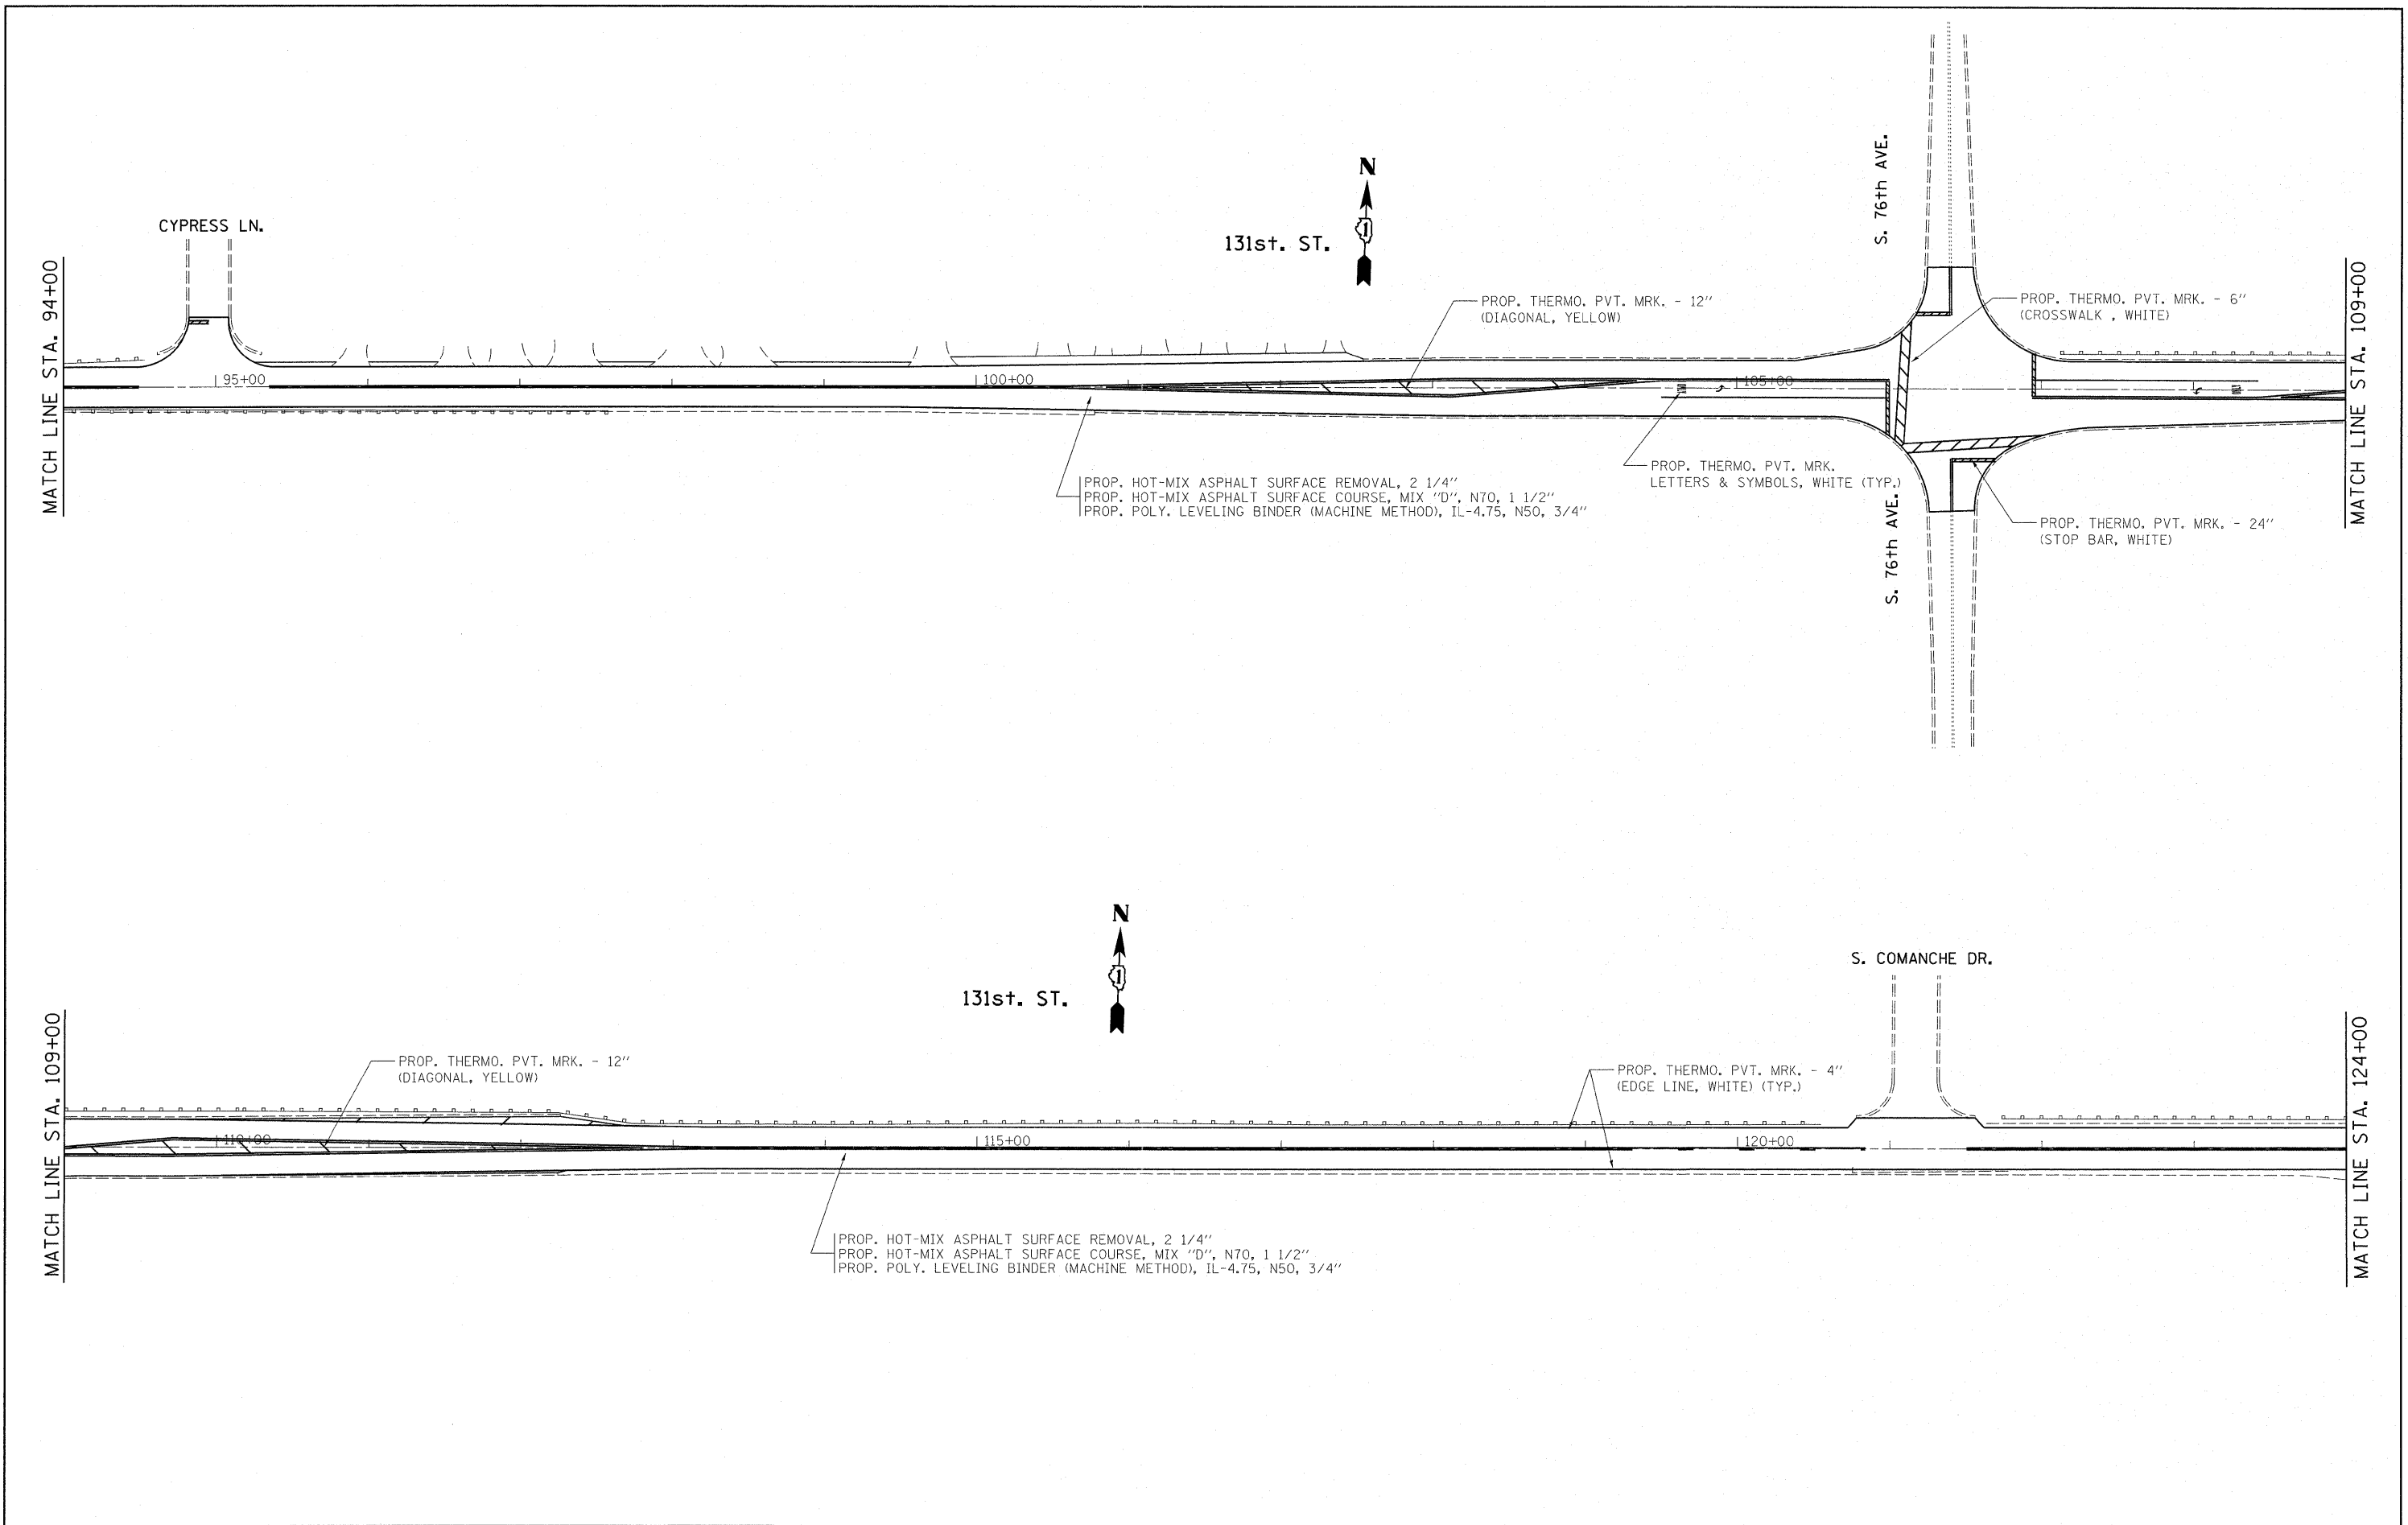 CYPRESS LN.
MATCH LINE STA. 94+00
131st. ST.
N
1
S. 76th AVE.
MATCH LINE STA. 109+00
PROP. THERMO. PVT. MRK. - 12"
(DIAGONAL, YELLOW)
PROP. THERMO. PVT. MRK. - 6"
(CROSSWALK , WHITE)
95+00
100+00
105+00
PROP. HOT-MIX ASPHALT SURFACE REMOVAL, 2 1/4"
PROP. HOT-MIX ASPHALT SURFACE COURSE, MIX "D", N70, 1 1/2"
PROP. POLY. LEVELING BINDER (MACHINE METHOD), IL-4.75, N50, 3/4"
PROP. THERMO. PVT. MRK.
LETTERS & SYMBOLS, WHITE (TYP.)
S. 76th AVE.
PROP. THERMO. PVT. MRK. - 24"
(STOP BAR, WHITE)
N
1
131st. ST.
S. COMANCHE DR.
MATCH LINE STA. 109+00
MATCH LINE STA. 124+00
PROP. THERMO. PVT. MRK. - 12"
(DIAGONAL, YELLOW)
PROP. THERMO. PVT. MRK. - 4"
(EDGE LINE, WHITE) (TYP.)
110+00
115+00
120+00
PROP. HOT-MIX ASPHALT SURFACE REMOVAL, 2 1/4"
PROP. HOT-MIX ASPHALT SURFACE COURSE, MIX "D", N70, 1 1/2"
PROP. POLY. LEVELING BINDER (MACHINE METHOD), IL-4.75, N50, 3/4"